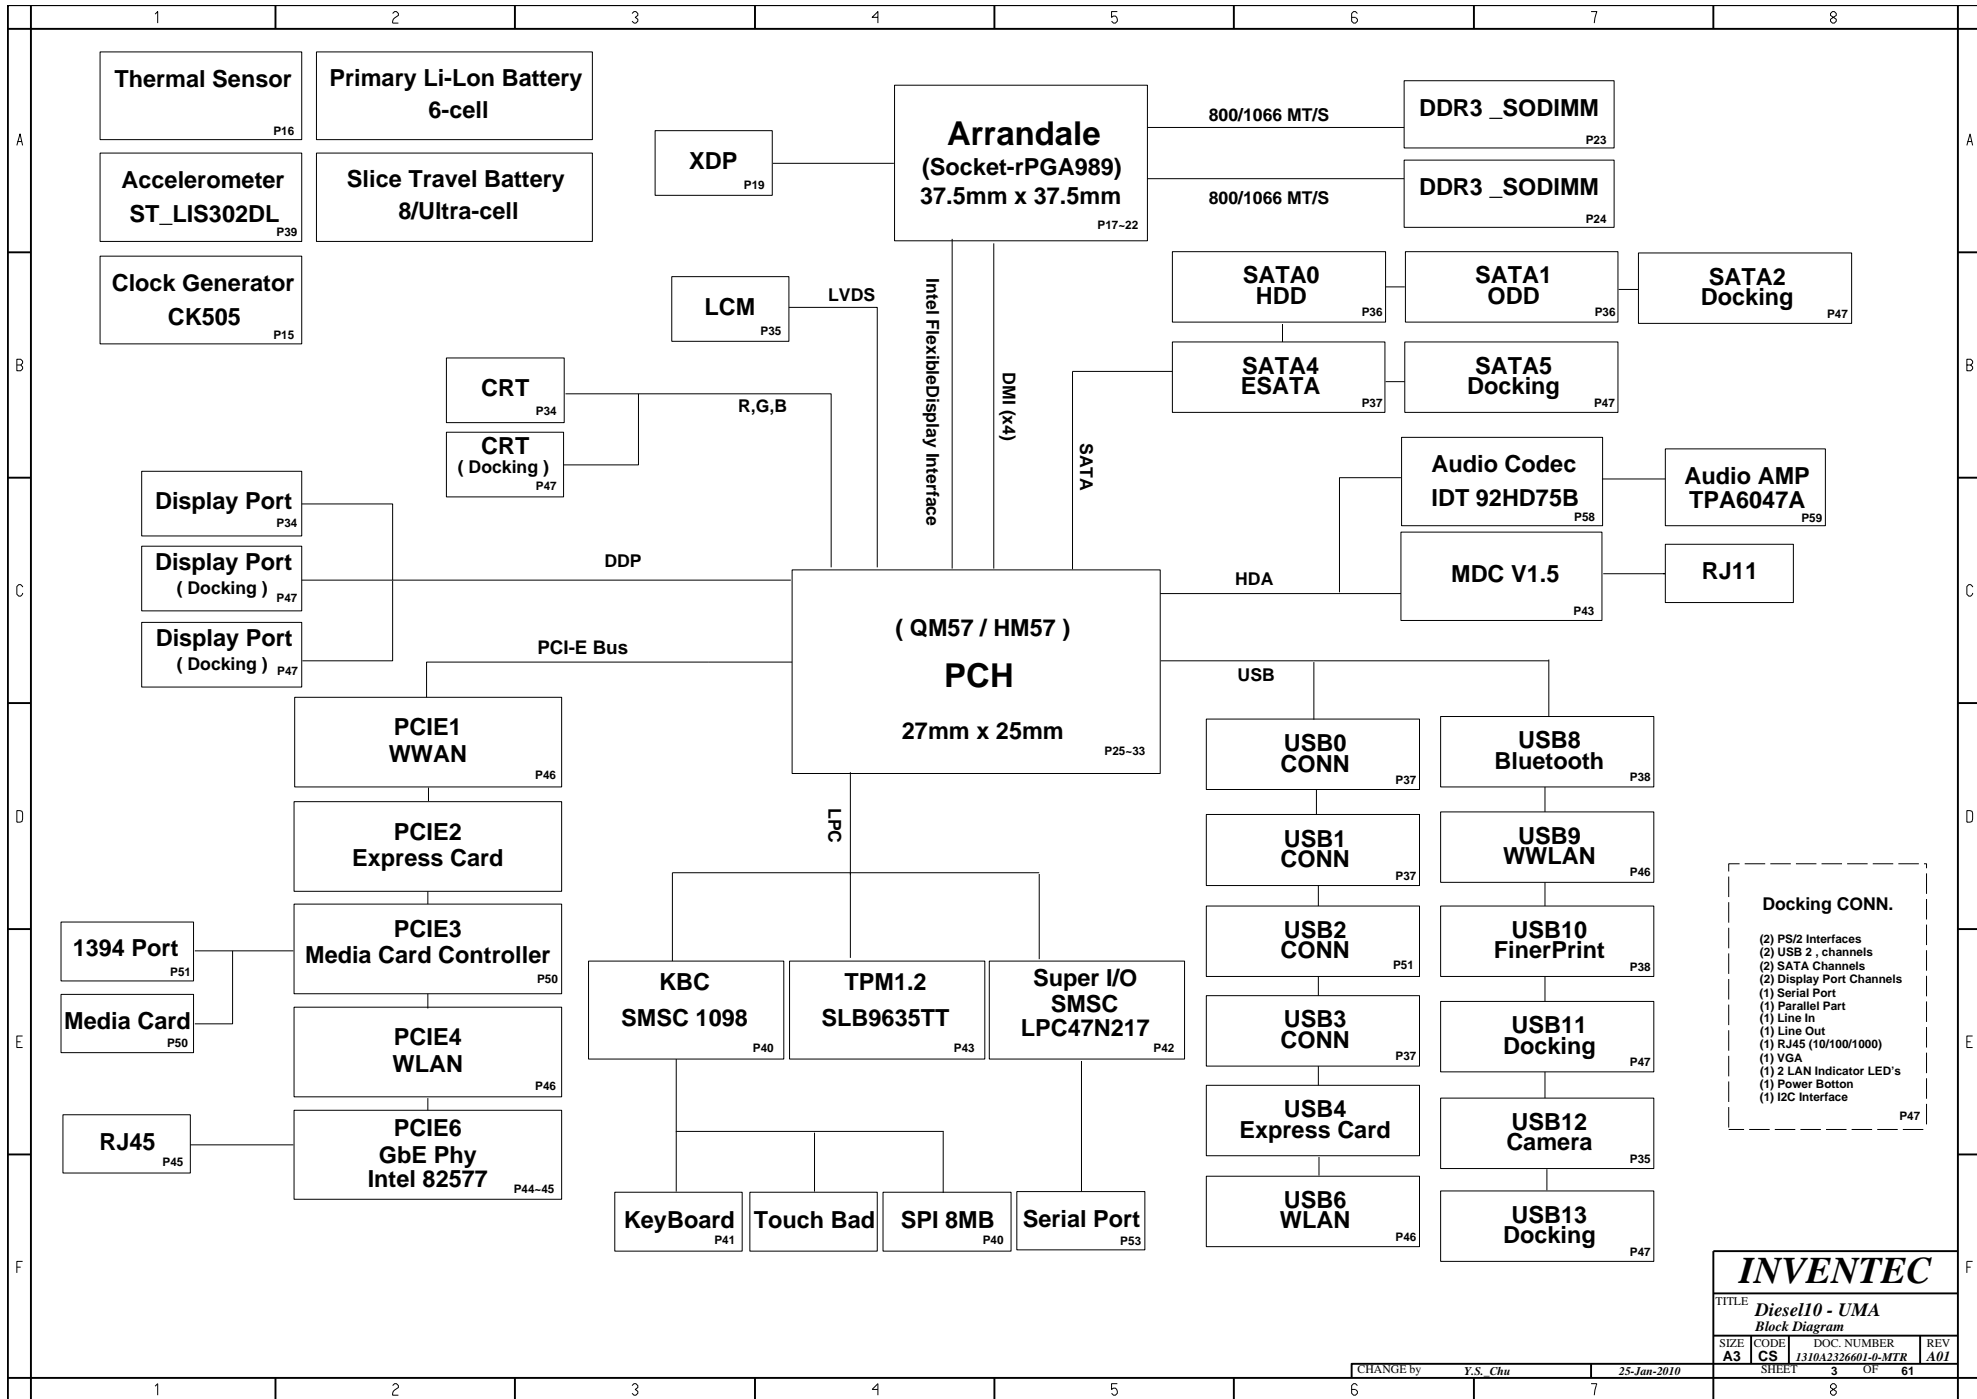 1 2 3 4 5 6 7 8
A
B
C
D
E
F
A
B
C
D
E
F
Thermal Sensor
P16
Primary Li-Lon Battery
6-cell
Accelerometer
ST_LIS302DL
P39
Slice Travel Battery
8/Ultra-cell
Clock Generator
CK505
P15
XDP
P19
Arrandale
(Socket-rPGA989)
37.5mm x 37.5mm
P17~22
800/1066 MT/S
DDR3 _SODIMM
P23
800/1066 MT/S
DDR3 _SODIMM
P24
LCM
P35
LVDS
CRT
P34
R,G,B
CRT
( Docking )
P47
Intel FlexibleDisplay Interface
DMI (x4)
SATA
SATA0
HDD
P36
SATA1
ODD
P36
SATA2
Docking
P47
SATA4
ESATA
P37
SATA5
Docking
P47
Audio Codec
IDT 92HD75B
P58
Audio AMP
TPA6047A
P59
HDA
MDC V1.5
P43
RJ11
Display Port
P34
Display Port
( Docking )
P47
Display Port
( Docking )
P47
DDP
PCI-E Bus
( QM57 / HM57 )
PCH
27mm x 25mm
P25~33
USB
LPC
PCIE1
WWAN
P46
PCIE2
Express Card
PCIE3
Media Card Controller
P50
PCIE4
WLAN
P46
PCIE6
GbE Phy
Intel 82577
P44~45
1394 Port
P51
Media Card
P50
RJ45
P45
KBC
SMSC 1098
P40
TPM1.2
SLB9635TT
P43
Super I/O
SMSC
LPC47N217
P42
KeyBoard
P41
Touch Bad
SPI 8MB
P40
Serial Port
P53
USB0
CONN
P37
USB1
CONN
P37
USB2
CONN
P51
USB3
CONN
P37
USB4
Express Card
USB6
WLAN
P46
USB8
Bluetooth
P38
USB9
WWLAN
P46
USB10
FinerPrint
P38
USB11
Docking
P47
USB12
Camera
P35
USB13
Docking
P47
Docking CONN.
(2) PS/2 Interfaces
(2) USB 2 , channels
(2) SATA Channels
(2) Display Port Channels
(1) Serial Port
(1) Parallel Part
(1) Line In
(1) Line Out
(1) RJ45 (10/100/1000)
(1) VGA
(1) 2 LAN Indicator LED's
(1) Power Botton
(1) I2C Interface
P47
INVENTEC
TITLE
Diesel10 - UMA
Block Diagram
SIZE CODE DOC. NUMBER REV
A3 CS 1310A2326601-0-MTR A01
CHANGE by Y.S._Chu 25-Jan-2010 SHEET 3 OF 61
1 2 3 4 5 6 7 8